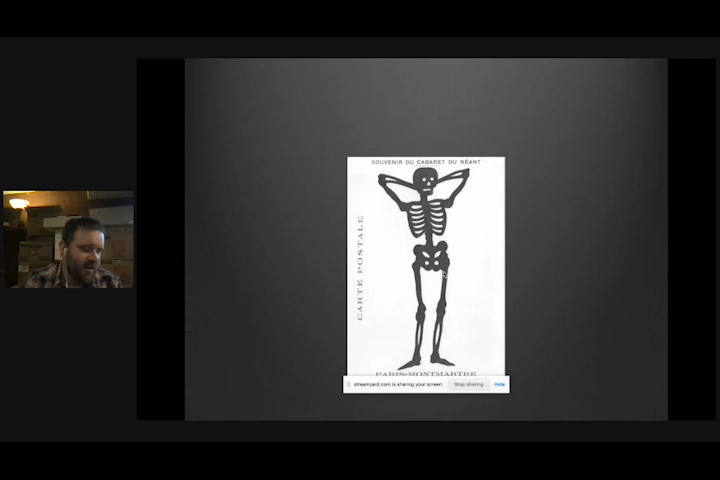 SOUVENIR DU CABARET DU NÉANT
CARTE POSTALE
PARIS-MONTMARTRE
streamyard.com is sharing your screen.
Stop sharing
Hide